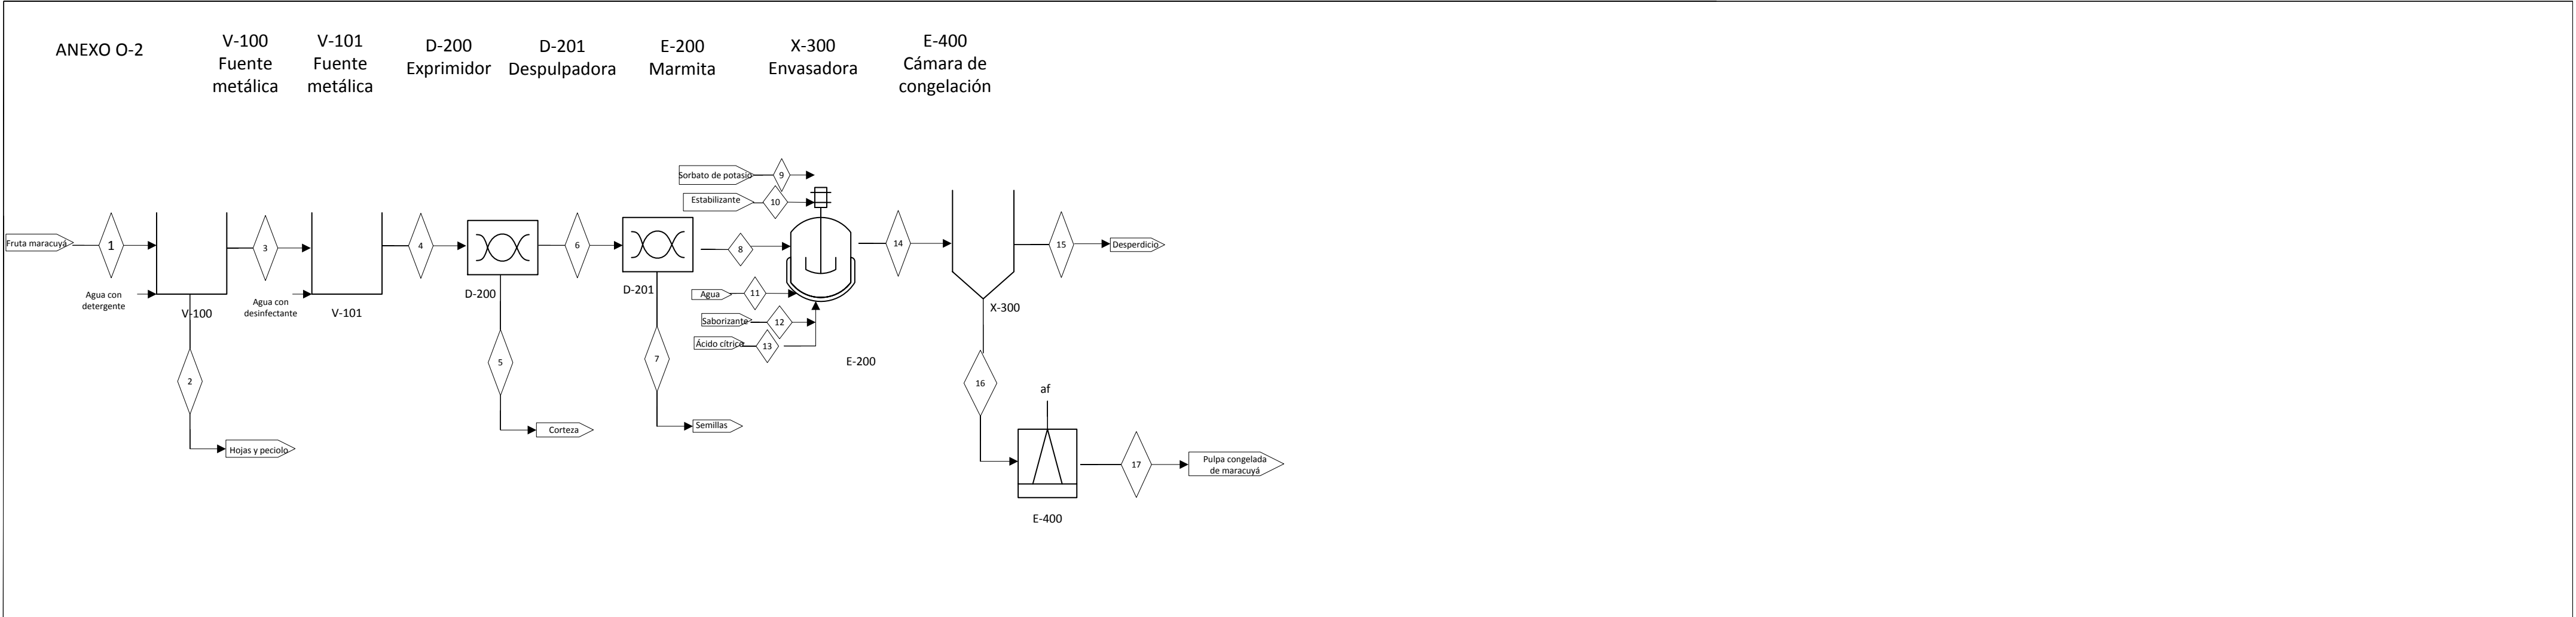 ANEXO O-2
V-100
Fuente
metálica
V-101
Fuente
metálica
D-200
Exprimidor
D-201
Despulpadora
E-200
Marmita
X-300
Envasadora
E-400
Cámara de
congelación
Sorbato de potasio
9
Estabilizante
10
Fruta maracuyá
1
3
4
6
8
14
15
Desperdicio
Agua con
detergente
V-100
Agua con
desinfectante
V-101
D-200
D-201
Agua
11
Saborizante
12
Ácido cítrico
13
X-300
E-200
2
5
7
16
Hojas y peciolo
Corteza
Semillas
af
17
Pulpa congelada
de maracuyá
E-400